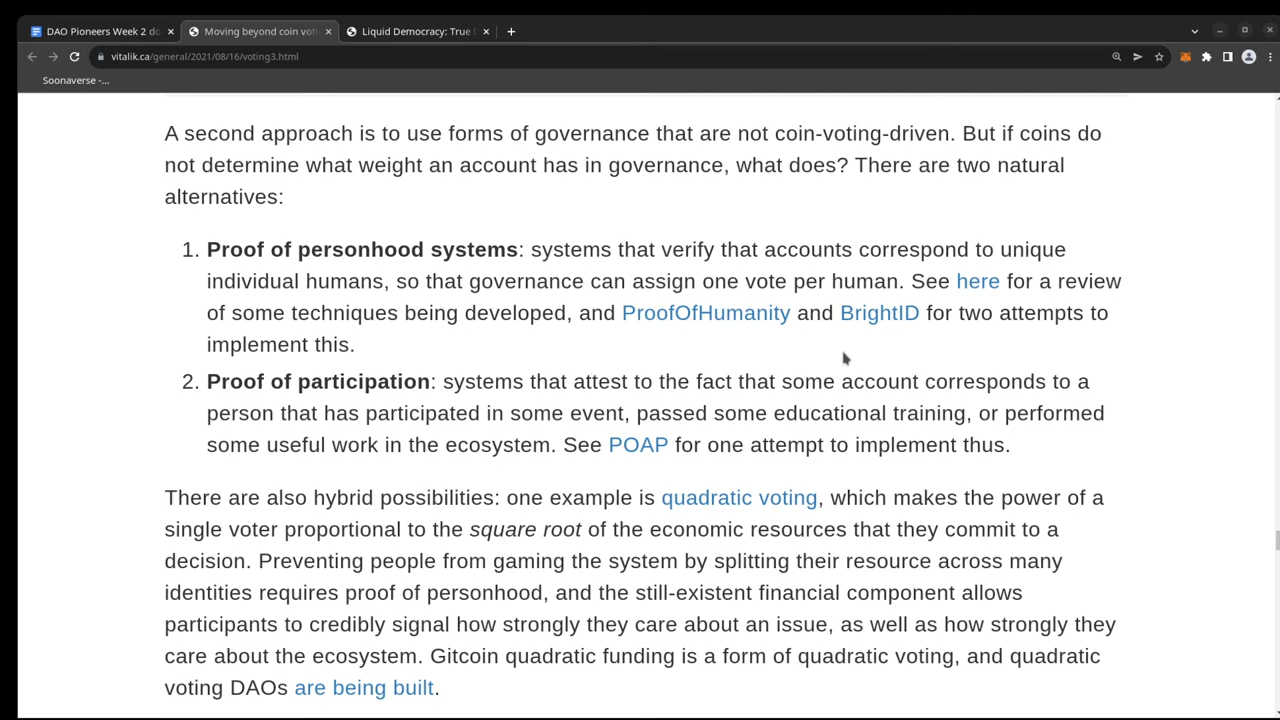 DAO Pioneers Week 2 do
Moving beyond coin voti
Liquid Democracy: True D
vitalik.ca/general/2021/08/16/voting3.html
Soonaverse -...
A second approach is to use forms of governance that are not coin-voting-driven. But if coins do
not determine what weight an account has in governance, what does? There are two natural
alternatives:
1. Proof of personhood systems: systems that verify that accounts correspond to unique
individual humans, so that governance can assign one vote per human. See here for a review
of some techniques being developed, and ProofOfHumanity and BrightID for two attempts to
implement this.
2. Proof of participation: systems that attest to the fact that some account corresponds to a
person that has participated in some event, passed some educational training, or performed
some useful work in the ecosystem. See POAP for one attempt to implement thus.
There are also hybrid possibilities: one example is quadratic voting, which makes the power of a
single voter proportional to the square root of the economic resources that they commit to a
decision. Preventing people from gaming the system by splitting their resource across many
identities requires proof of personhood, and the still-existent financial component allows
participants to credibly signal how strongly they care about an issue, as well as how strongly they
care about the ecosystem. Gitcoin quadratic funding is a form of quadratic voting, and quadratic
voting DAOs are being built.